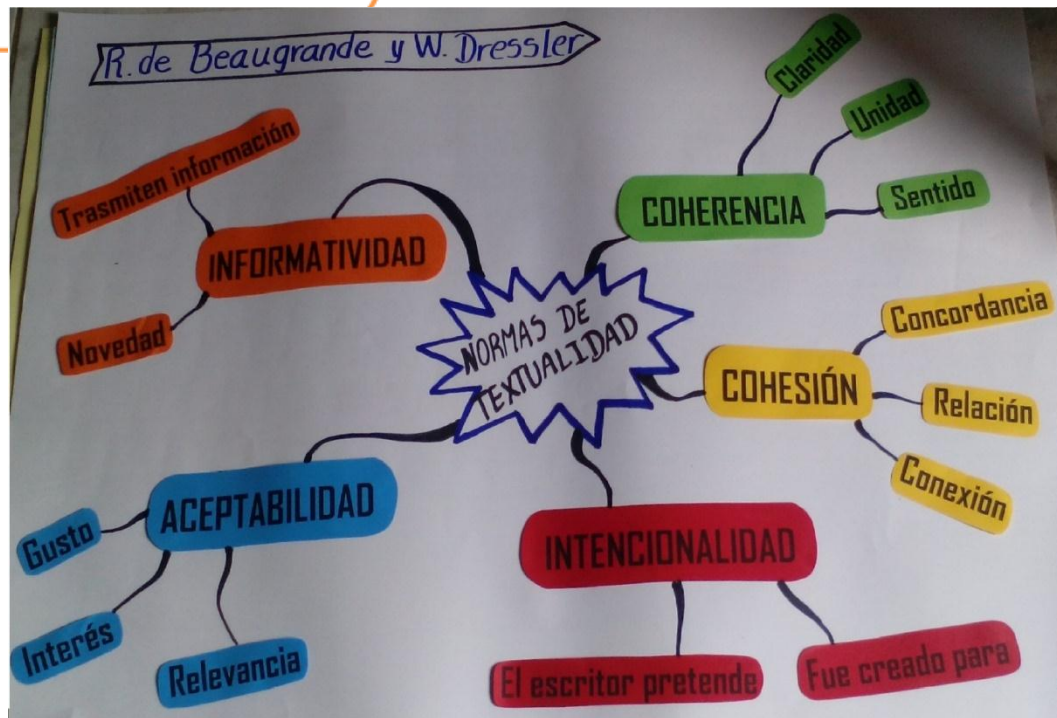 R. de Beaugrande y W. Dressler
NORMAS DE
TEXTUALIDAD
COHERENCIA
Claridad
Unidad
Sentido
COHESIÓN
Concordancia
Relación
Conexión
INTENCIONALIDAD
El escritor pretende
Fue creado para
ACEPTABILIDAD
Gusto
Interés
Relevancia
INFORMATIVIDAD
Trasmiten información
Novedad